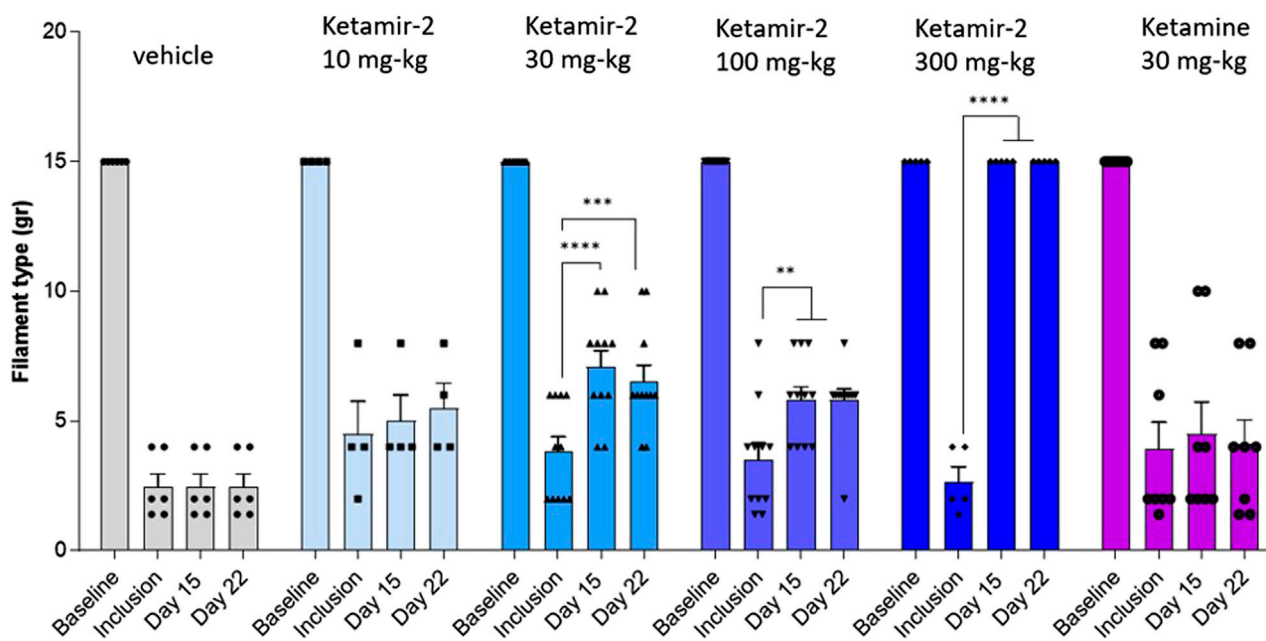 vehicle
Ketamir-2
10 mg-kg
Ketamir-2
30 mg-kg
Ketamir-2
100 mg-kg
Ketamir-2
300 mg-kg
Ketamine
30 mg-kg
Filament type (gr)
20
15
10
5
0
****
***
**
****
Baseline
Inclusion
Day 15
Day 22
Baseline
Inclusion
Day 15
Day 22
Baseline
Inclusion
Day 15
Day 22
Baseline
Inclusion
Day 15
Day 22
Baseline
Inclusion
Day 15
Day 22
Baseline
Inclusion
Day 15
Day 22